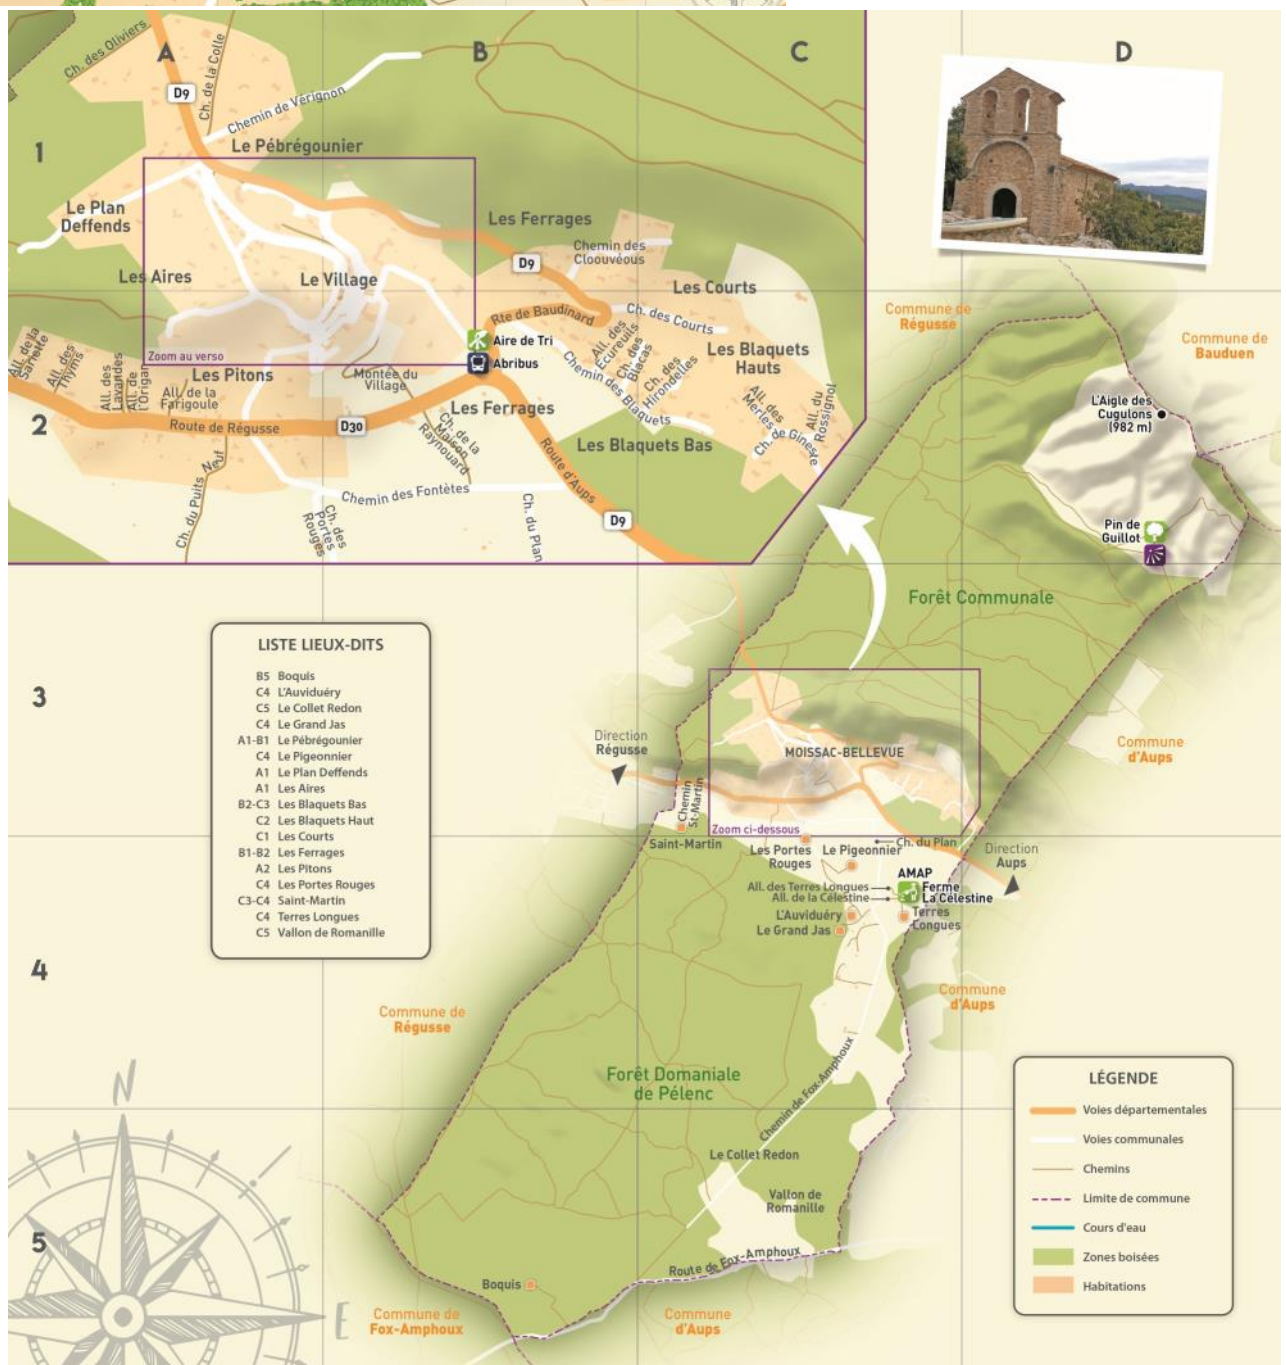 A
B
C
D
Ch. des Oliviers
Ch. de la Colle
D9
Chemin de Vérignon
1
Le Pébrégounier
Le Plan
Deffends
Les Ferrages
Chemin des
Cloouvéous
D9
Les Aires
Le Village
Les Courts
Rte de Baudinard
Ch. des Courts
Aire de Tri
Abribus
Zoom au verso
All. des
Ecureuils
Ch. des
Blacas
Ch. des
Hirondelles
Chemin des Blaquets
Les Blaquets
Hauts
All. de la
Sariette
All. des
Thyms
All. des
Lavandes
All. de
l'Origan
Les Pitons
All. de la
Farigoule
Montée du
Village
Les Ferrages
All. des
Merles
All. du
Rossignol
Ch. de Gineste
2
Route de Régusse
D30
Ch. de la
Maison
Raynouard
Les Blaquets Bas
Route d'Aups
Ch. du Puits Neuf
Chemin des Fontètes
Ch. des
Portes
Rouges
Ch. du Plan
D9
Commune de
Régusse
Commune de
Bauduen
L'Aigle des
Cugulons
(982 m)
Pin de
Guillot
Forêt Communale
LISTE LIEUX-DITS
B5 Boquis
C4 L'Auviduéry
C5 Le Collet Redon
C4 Le Grand Jas
A1-B1 Le Pébrégounier
C4 Le Pigeonnier
A1 Le Plan Deffends
A1 Les Aires
B2-C3 Les Blaquets Bas
C2 Les Blaquets Haut
C1 Les Courts
B1-B2 Les Ferrages
A2 Les Pitons
C4 Les Portes Rouges
C3-C4 Saint-Martin
C4 Terres Longues
C5 Vallon de Romanille
3
Direction
Régusse
MOISSAC-BELLEVUE
Commune
d'Aups
Chemin
St-Martin
Zoom ci-dessous
Saint-Martin
Les Portes
Rouges
Le Pigeonnier
Ch. du Plan
Direction
Aups
AMAP
Ferme
La Célestine
All. des Terres Longues
All. de la Célestine
L'Auviduéry
Le Grand Jas
Terres
Longues
4
Commune de
Régusse
Commune
d'Aups
Forêt Domaniale
de Pélenc
Chemin de Fox-Amphoux
LÉGENDE
Voies départementales
Voies communales
Chemins
Limite de commune
Cours d'eau
Zones boisées
Habitations
N
E
5
Le Collet Redon
Vallon de
Romanille
Route de Fox-Amphoux
Boquis
Commune de
Fox-Amphoux
Commune
d'Aups